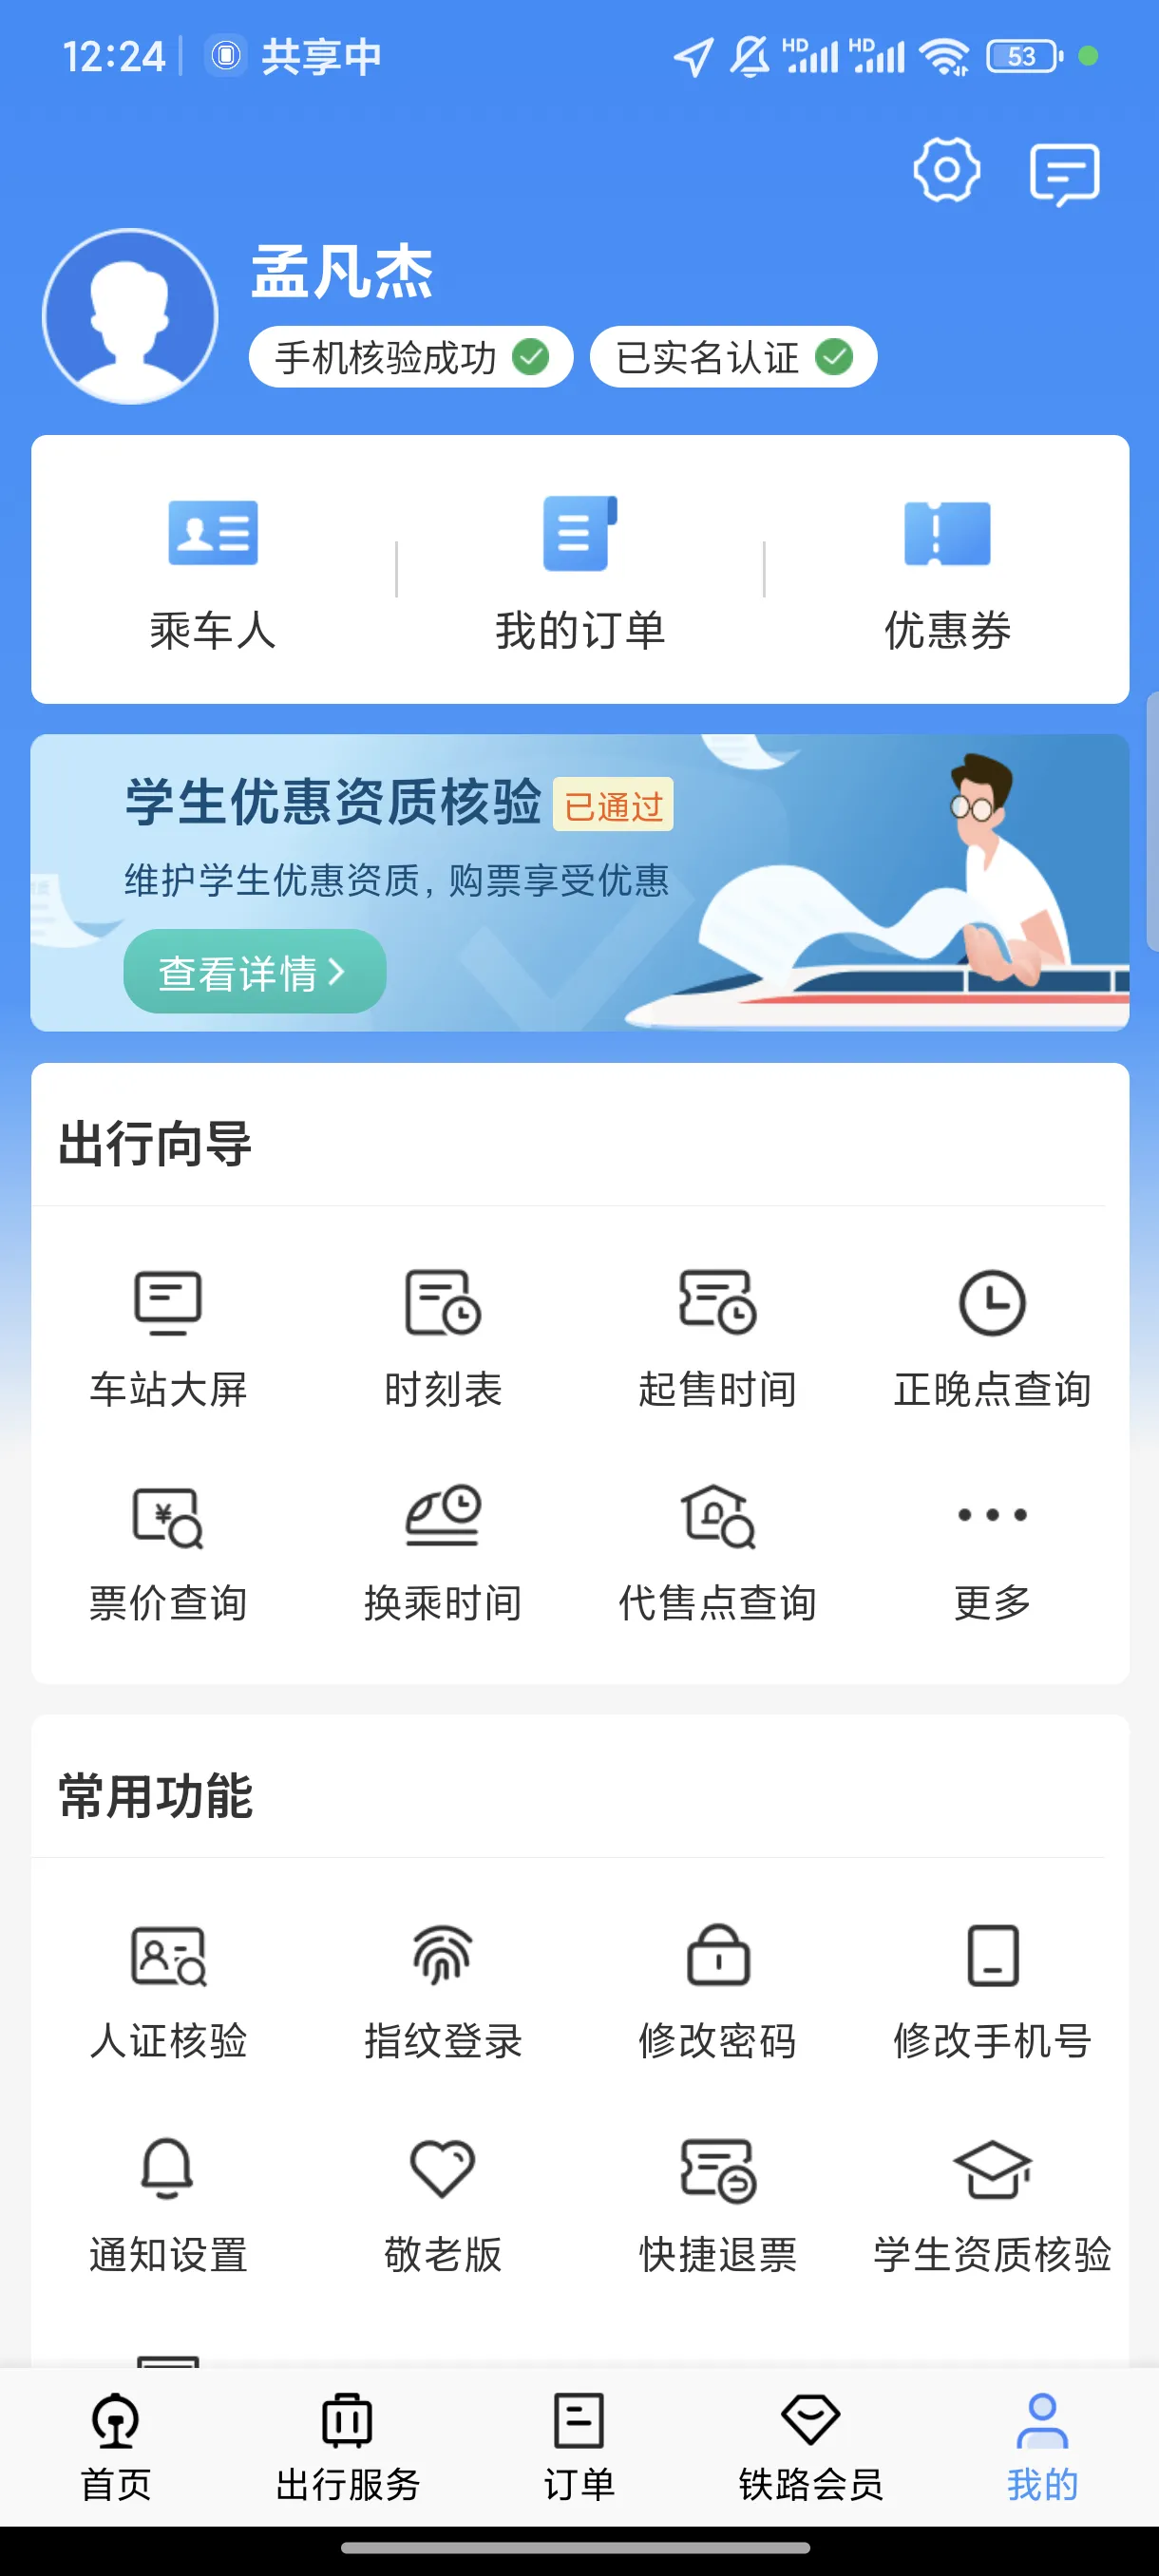 12:24 共享中 HD HD 53
孟凡杰
手机核验成功 已实名认证
乘车人 我的订单 优惠券
学生优惠资质核验 已通过
维护学生优惠资质，购票享受优惠
查看详情
出行向导
车站大屏 时刻表 起售时间 正晚点查询
票价查询 换乘时间 代售点查询 更多
常用功能
人证核验 指纹登录 修改密码 修改手机号
通知设置 敬老版 快捷退票 学生资质核验
首页 出行服务 订单 铁路会员 我的